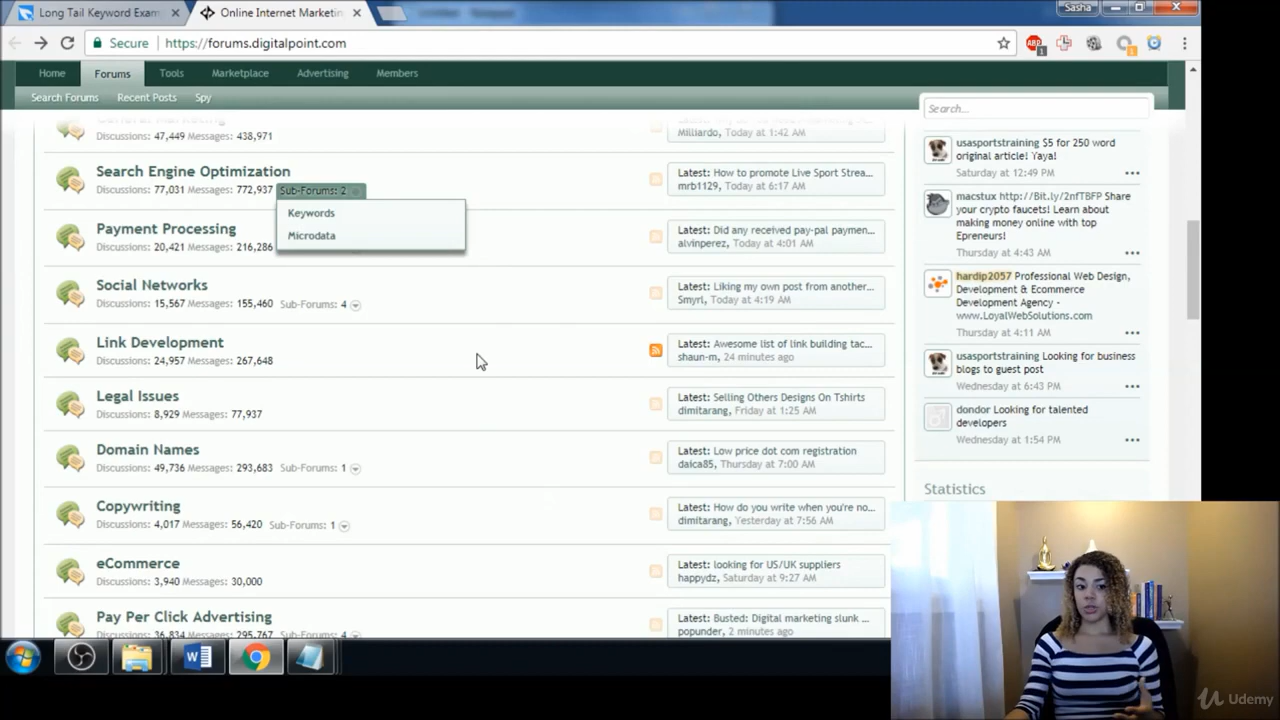 Long Tail Keyword Exam
Online Internet Marketin
Sasha
Secure
https://forums.digitalpoint.com
Home
Forums
Tools
Marketplace
Advertising
Members
Search Forums
Recent Posts
Spy
Search...
General Marketing
Discussions: 47,449 Messages: 438,971
Milliardo, Today at 1:42 AM
Search Engine Optimization
Discussions: 77,031 Messages: 772,937
Sub-Forums: 2
Keywords
Microdata
Latest: How to promote Live Sport Strea...
mrb1129, Today at 6:17 AM
Payment Processing
Discussions: 20,421 Messages: 216,286
Latest: Did any received pay-pal paymen...
alvinperez, Today at 4:01 AM
Social Networks
Discussions: 15,567 Messages: 155,460 Sub-Forums: 4
Latest: Liking my own post from another...
Smyrl, Today at 4:19 AM
Link Development
Discussions: 24,957 Messages: 267,648
Latest: Awesome list of link building tac...
shaun-m, 24 minutes ago
Legal Issues
Discussions: 8,929 Messages: 77,937
Latest: Selling Others Designs On Tshirts
dimitarang, Friday at 1:25 AM
Domain Names
Discussions: 49,736 Messages: 293,683 Sub-Forums: 1
Latest: Low price dot com registration
daica85, Thursday at 7:00 AM
Copywriting
Discussions: 4,017 Messages: 56,420 Sub-Forums: 1
Latest: How do you write when you're no...
dimitarang, Yesterday at 7:56 AM
eCommerce
Discussions: 3,940 Messages: 30,000
Latest: looking for US/UK suppliers
happydz, Saturday at 9:27 AM
Pay Per Click Advertising
Discussions: 36,834 Messages: 295,767 Sub-Forums: 4
Latest: Busted: Digital marketing slunk ...
popunder, 2 minutes ago
usasportstraining $5 for 250 word
original article! Yaya!
Saturday at 12:49 PM
macstux http://Bit.ly/2nfTBFP Share
your crypto faucets! Learn about
making money online with top
Epreneurs!
Thursday at 4:43 AM
hardip2057 Professional Web Design,
Development & Ecommerce
Development Agency -
www.LoyalWebSolutions.com
Thursday at 4:11 AM
usasportstraining Looking for business
blogs to guest post
Wednesday at 6:43 PM
dondor Looking for talented
developers
Wednesday at 1:54 PM
Statistics
Udemy